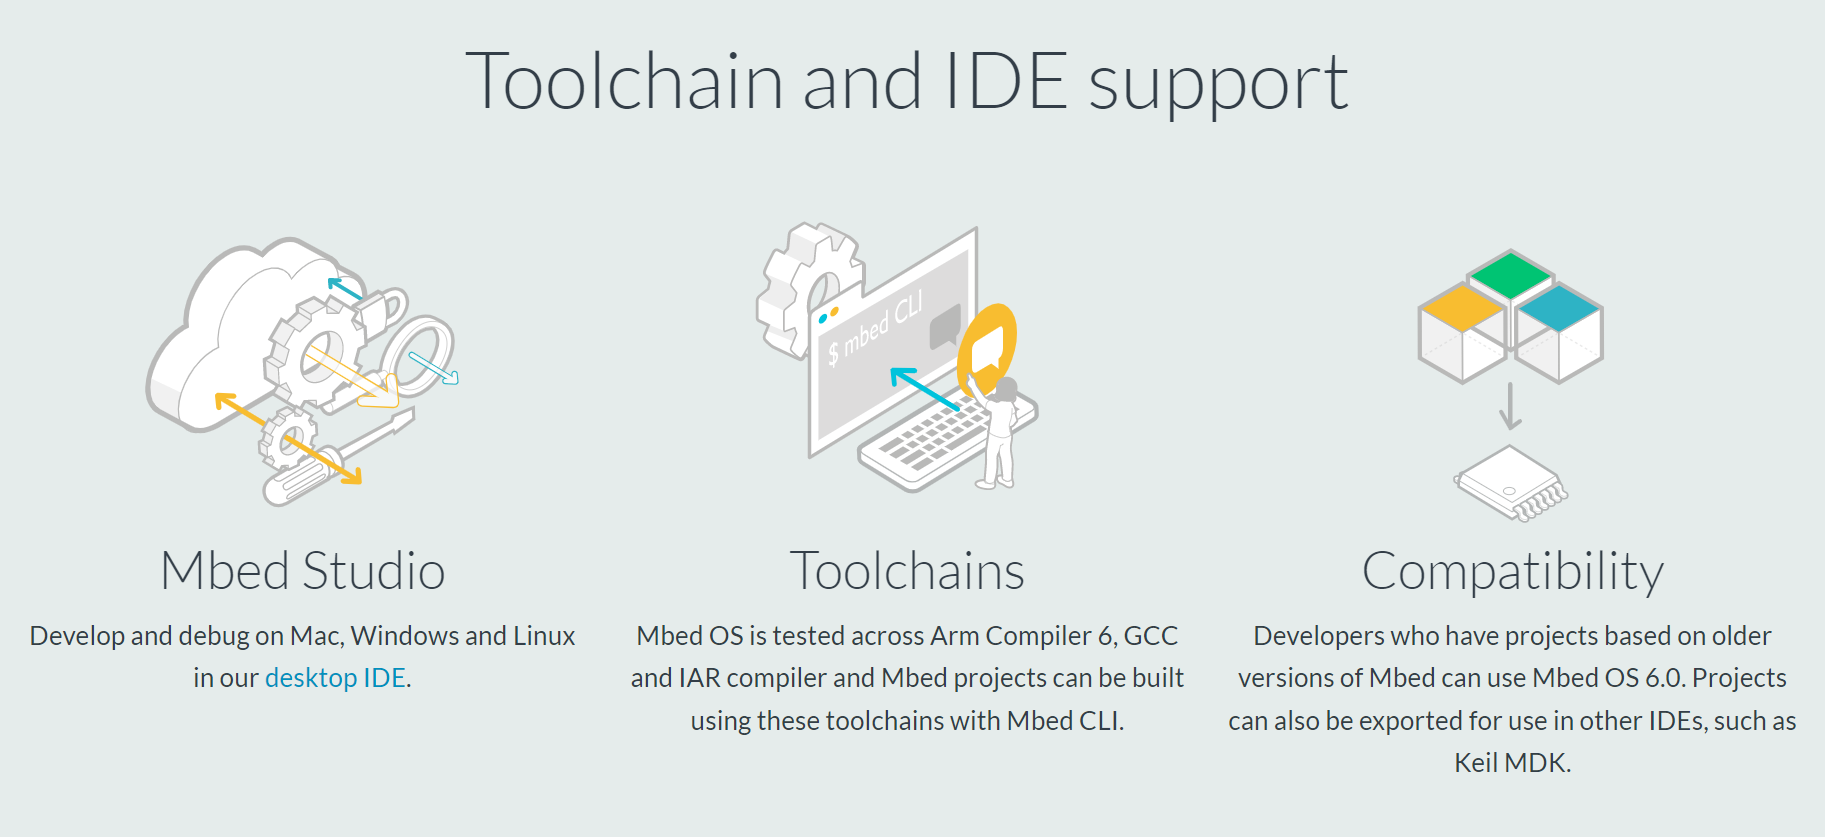 Toolchain and IDE support
$ mbed CLI
Mbed Studio
Develop and debug on Mac, Windows and Linux
in our desktop IDE.
Toolchains
Mbed OS is tested across Arm Compiler 6, GCC
and IAR compiler and Mbed projects can be built
using these toolchains with Mbed CLI.
Compatibility
Developers who have projects based on older
versions of Mbed can use Mbed OS 6.0. Projects
can also be exported for use in other IDEs, such as
Keil MDK.